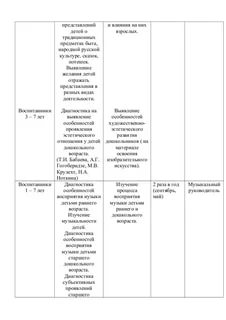 представлений
детей о
традиционных
предметах быта,
народной русской
культуре, сказок,
потешек.
Выявление
желания детей
отражать
представления в
разных видах
деятельности.
и влияния на них
взрослых.
Воспитанники
3 – 7 лет
Диагностика на
выявление
особенностей
проявления
эстетического
отношения у детей
дошкольного
возраста.
(Т.И. Бабаева, А.Г.
Гогоберидзе, М.В.
Крулехт, Н.А.
Ноткина)
Выявление
особенностей
художественно-
эстетического
развития
дошкольников ( на
материале
освоения
изобразительного
искусства).
Воспитанники
1 – 7 лет
Диагностика
особенностей
восприятия музыки
детьми раннего
возраста.
Изучение
музыкальности
детей.
Диагностика
особенностей
восприятия
музыки детьми
старшего
дошкольного
возраста.
Диагностика
субъективных
проявлений
старшего
Изучение
процесса
восприятия
музыки детьми
раннего и
дошкольного
возраста.
2 раза в год
(сентябрь,
май)
Музыкальный
руководитель